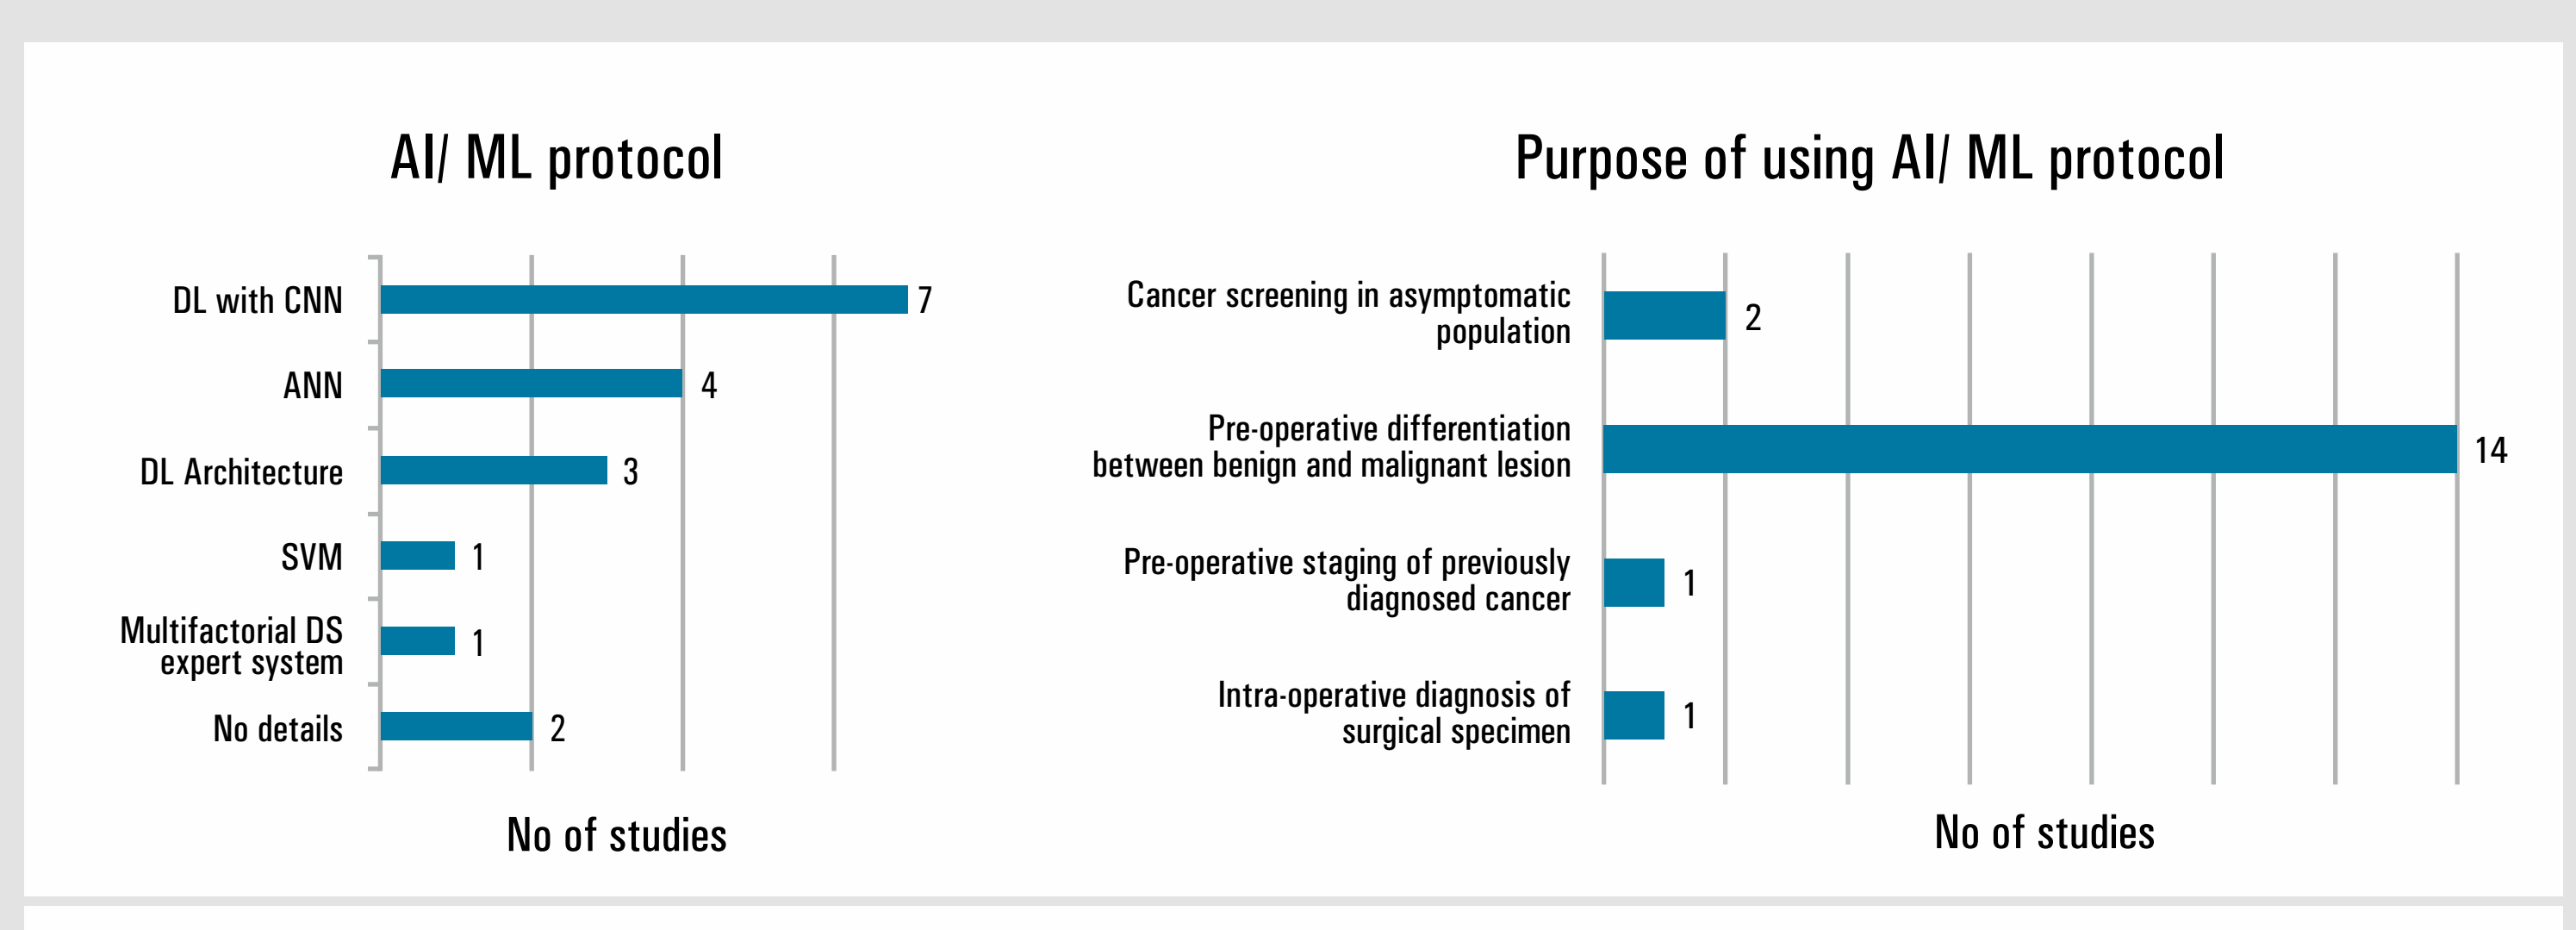 AI/ ML protocol
DL with CNN
7
ANN
4
DL Architecture
3
SVM
1
Multifactorial DS
expert system
1
No details
2
No of studies
Purpose of using AI/ ML protocol
Cancer screening in asymptomatic
population
2
Pre-operative differentiation
between benign and malignant lesion
14
Pre-operative staging of previously
diagnosed cancer
1
Intra-operative diagnosis of
surgical specimen
1
No of studies